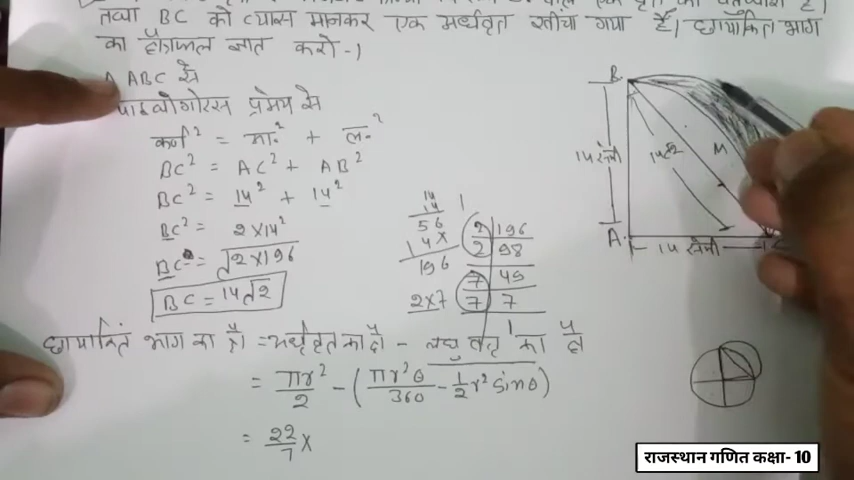 तथा BC को व्यास मानकर एक अर्धवृत खींचा गया है। छायांकित भाग
का क्षेत्रफल ज्ञात करो-।
Δ ABC से
पाइथागोरस प्रमेय से
कर्ण² = आ.² + ल.²
BC² = AC² + AB²
BC² = 14² + 14²
BC² = 2×14²
BC = √2×196
BC = 14√2
14
14
56
14×
196
2×7
2 | 196
2 | 98
7 | 49
7 | 7
1
B
14 सेमी
14√2
M
A
14 सेमी
छायांकित भाग का क्षे = अर्धवृत का क्षे - लघु वृत का क्षे
= πr²/2 - (πr²θ/360 - 1/2 r² sinθ)
= 22/7 ×
राजस्थान गणित कक्षा- 10